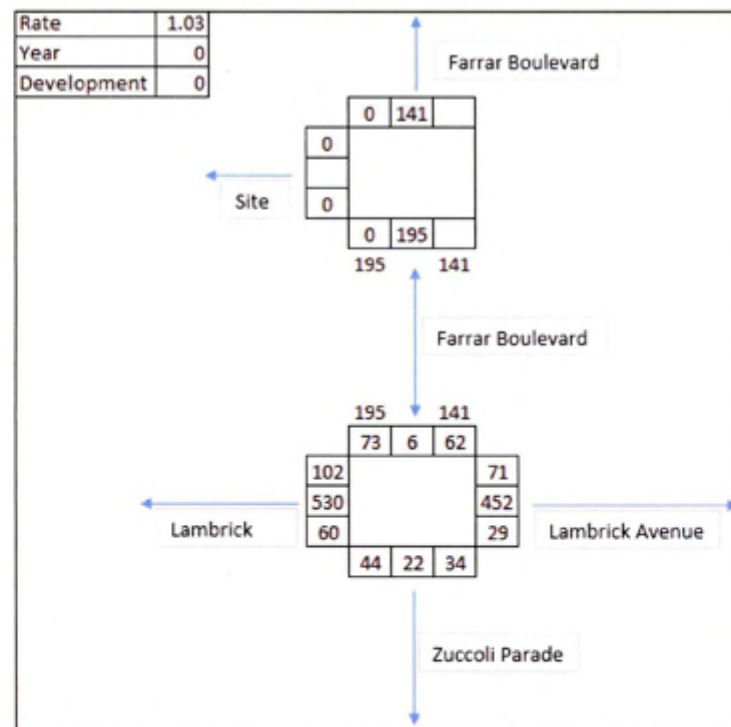 Rate 1.03
Year 0
Development 0
Farrar Boulevard
0 141
0
Site
0
0 195
195 141
Farrar Boulevard
195 141
73 6 62
102 71
530 452
Lambrick Lambrick Avenue
60 29
44 22 34
Zuccoli Parade